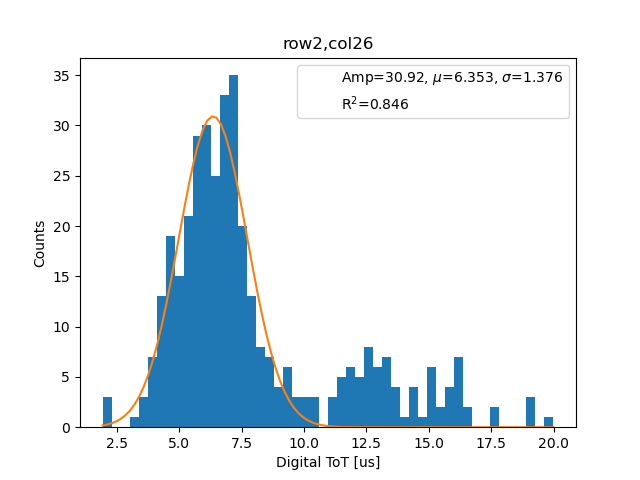 row2,col26
Amp=30.92, μ=6.353, σ=1.376
R²=0.846
35
30
25
20
15
10
5
0
Counts
2.5 5.0 7.5 10.0 12.5 15.0 17.5 20.0
Digital ToT [us]